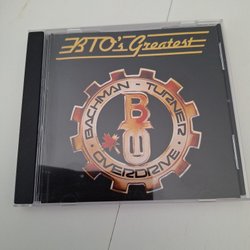 BTO's Greatest
BACHMAN - TURNER
B
U
· OVERDRIVE ·